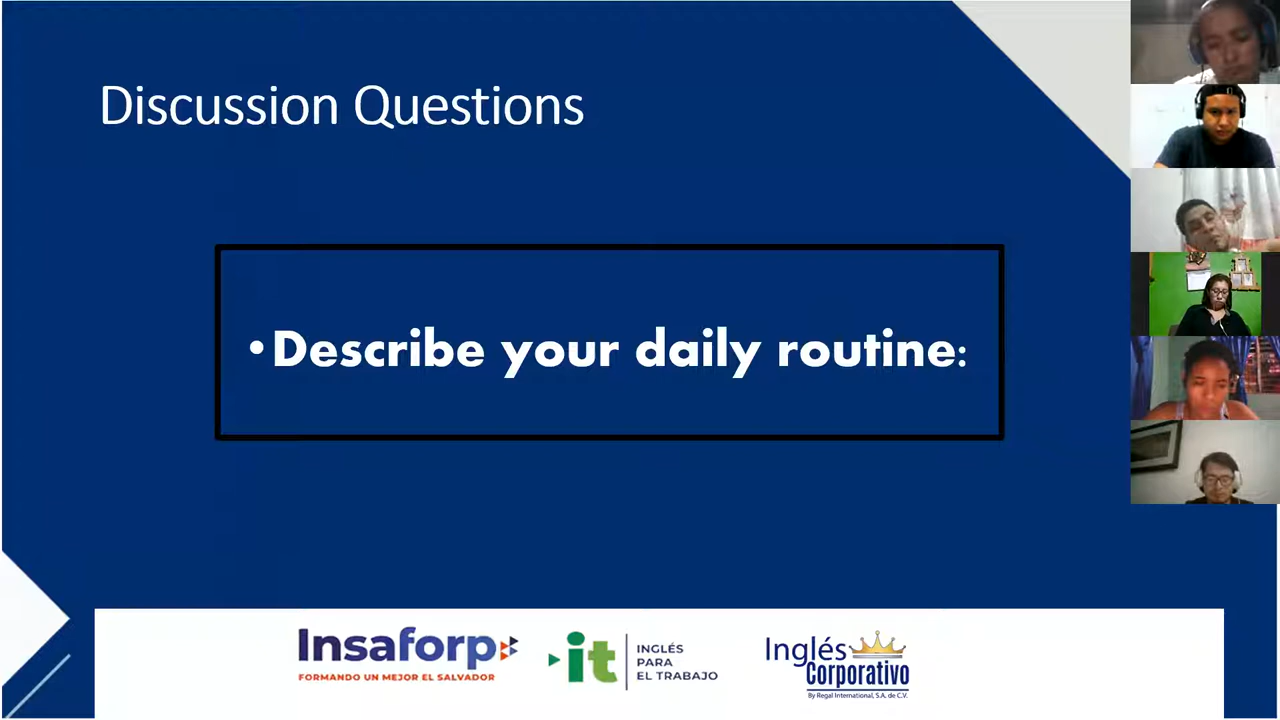 Discussion Questions
•Describe your daily routine:
Insaforp
FORMANDO UN MEJOR EL SALVADOR
it
INGLÉS
PARA
EL TRABAJO
Inglés
Corporativo
By Regal International, S.A. de C.V.